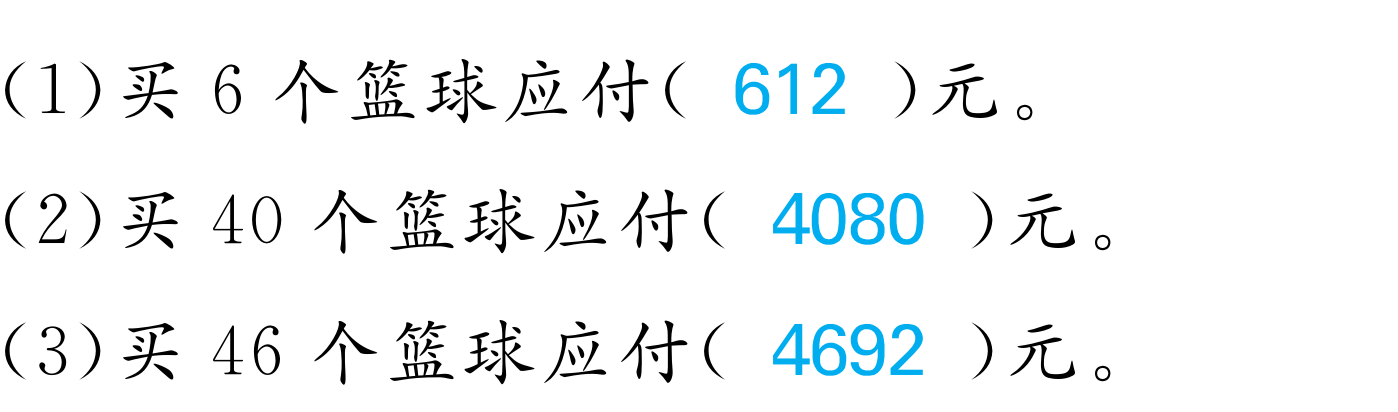 (1)买 6 个篮球应付( 612 )元。
(2)买 40 个篮球应付( 4080 )元。
(3)买 46 个篮球应付( 4692 )元。